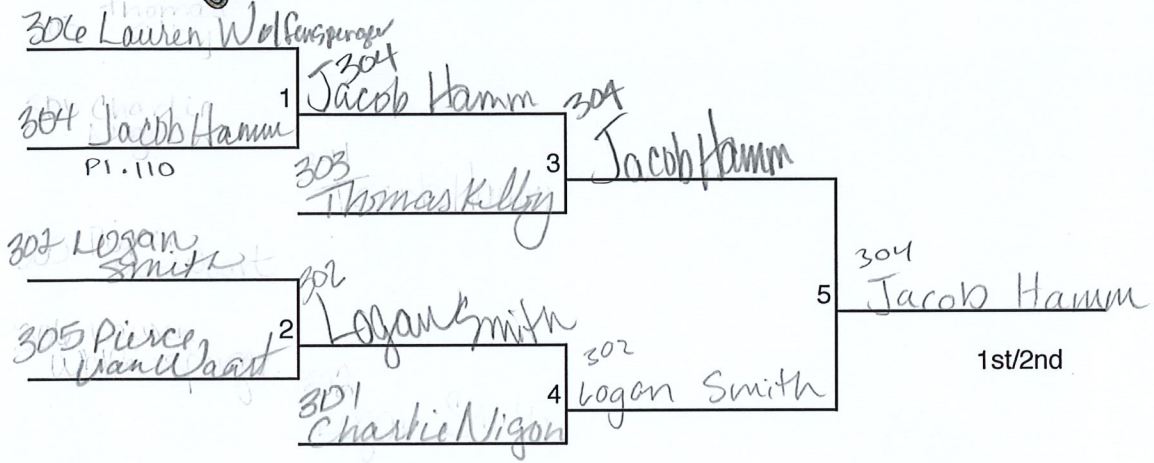 306 Lauren Wolfensperger
1
304
Jacob Hamm
304
304 Jacob Hamm
P1.110
303
Thomas Kilby
3
Jacob Hamm
302 Logan
Smith
302
Logan Smith
2
305 Pierce
VanWaart
301
Charlie Nigon
4
302
Logan Smith
5
304
Jacob Hamm
1st/2nd